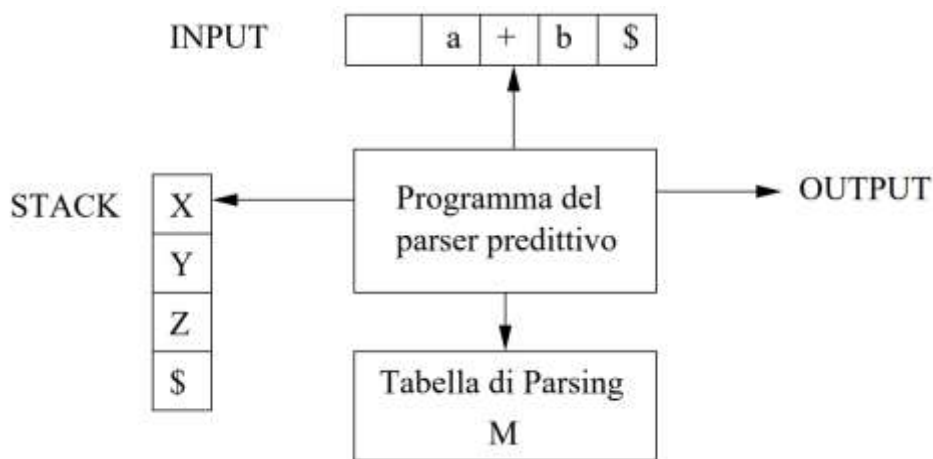 INPUT a + b $
Programma del
parser predittivo
OUTPUT
STACK X
Y
Z
$
Tabella di Parsing
M